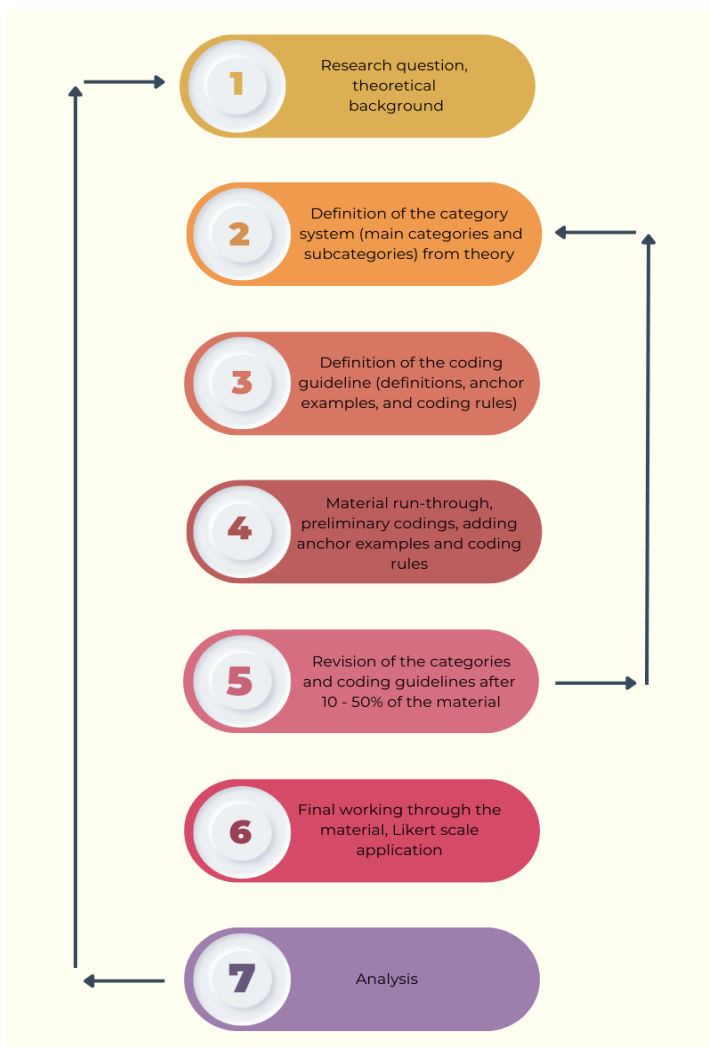 1
Research question,
theoretical
background
2
Definition of the category
system (main categories and
subcategories) from theory
3
Definition of the coding
guideline (definitions, anchor
examples, and coding rules)
4
Material run-through,
preliminary codings, adding
anchor examples and coding
rules
5
Revision of the categories
and coding guidelines after
10 - 50% of the material
6
Final working through the
material, Likert scale
application
7
Analysis